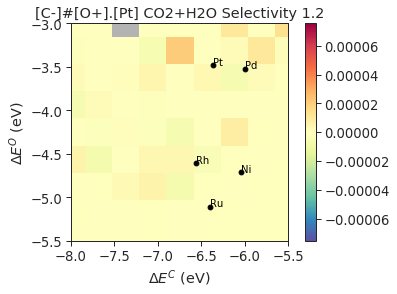 [C-]#[O+].[Pt] CO2+H2O Selectivity 1.2
−3.0
−3.5
−4.0
−4.5
−5.0
−5.5
ΔE^O (eV)
Pt
Pd
Rh
Ni
Ru
−8.0 −7.5 −7.0 −6.5 −6.0 −5.5
ΔE^C (eV)
0.00006
0.00004
0.00002
0.00000
−0.00002
−0.00004
−0.00006